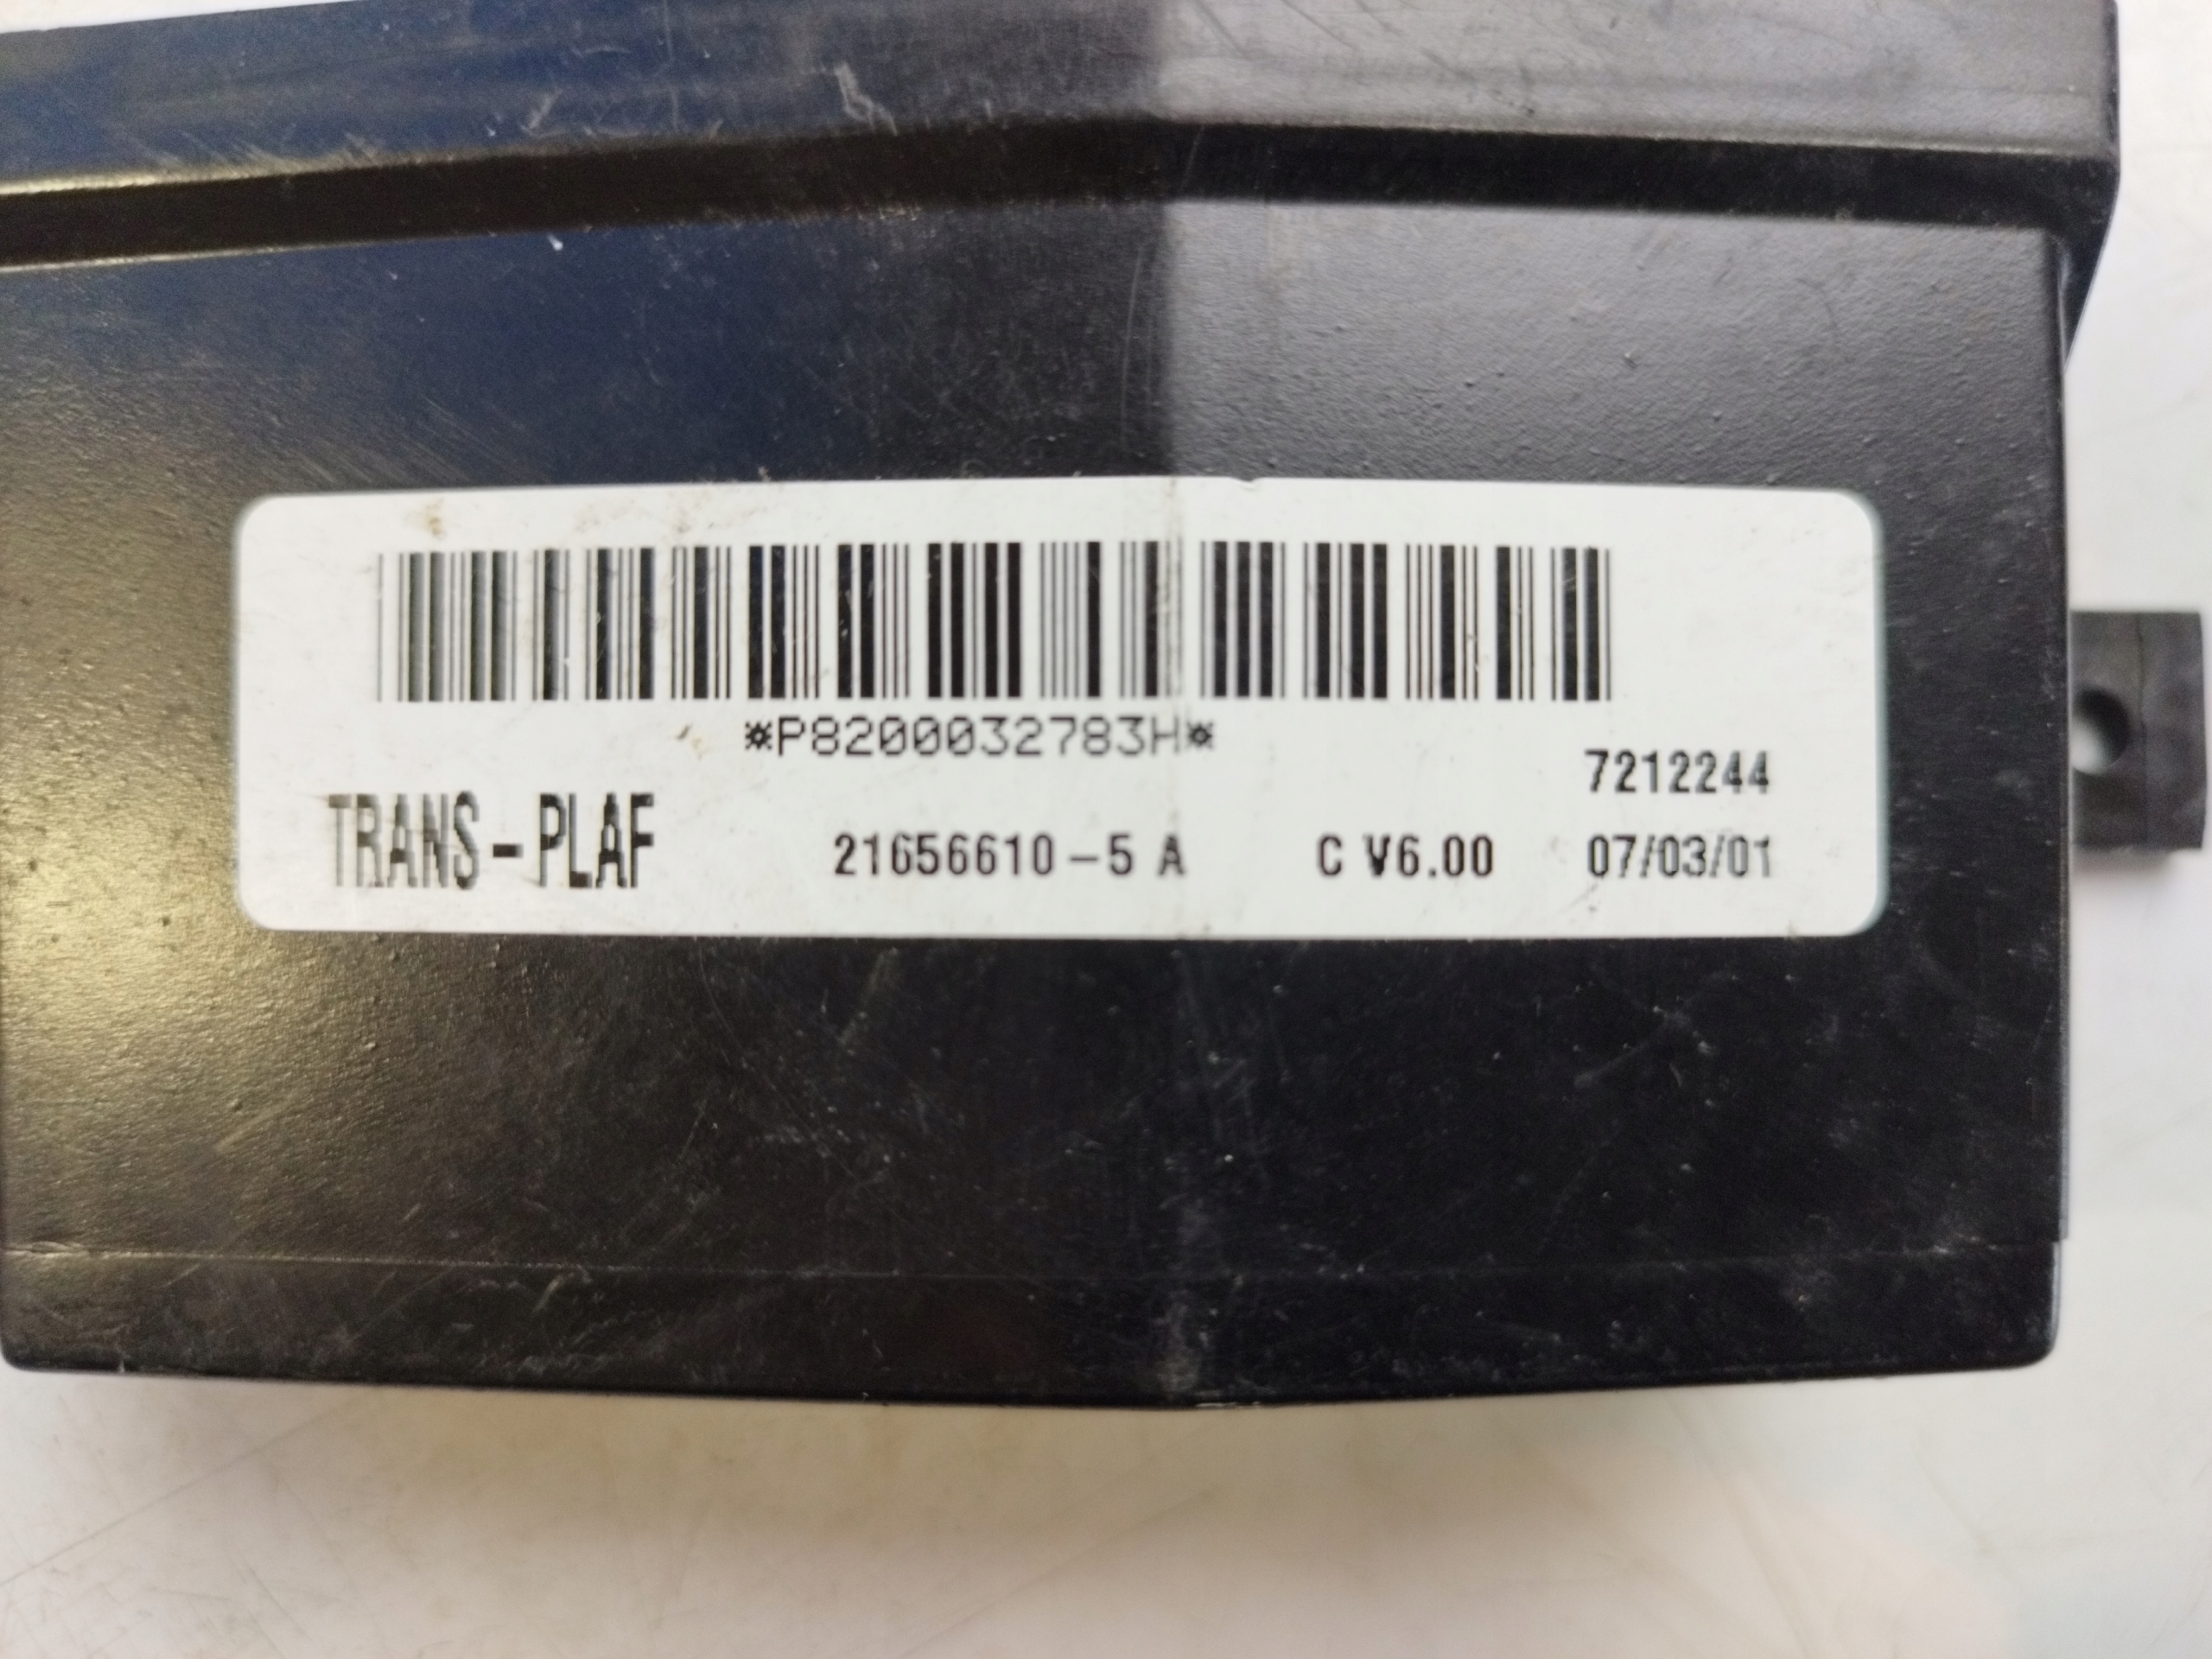 *P8200032783H*
7212244
TRANS-PLAF 21656610-5 A C V6.00 07/03/01